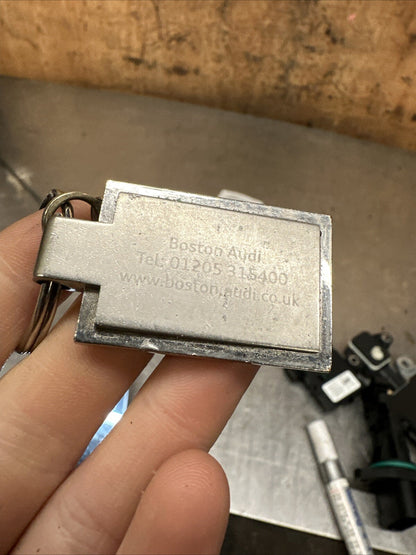 Boston Audi
Tel: 01205 315400
www.boston.audi.co.uk